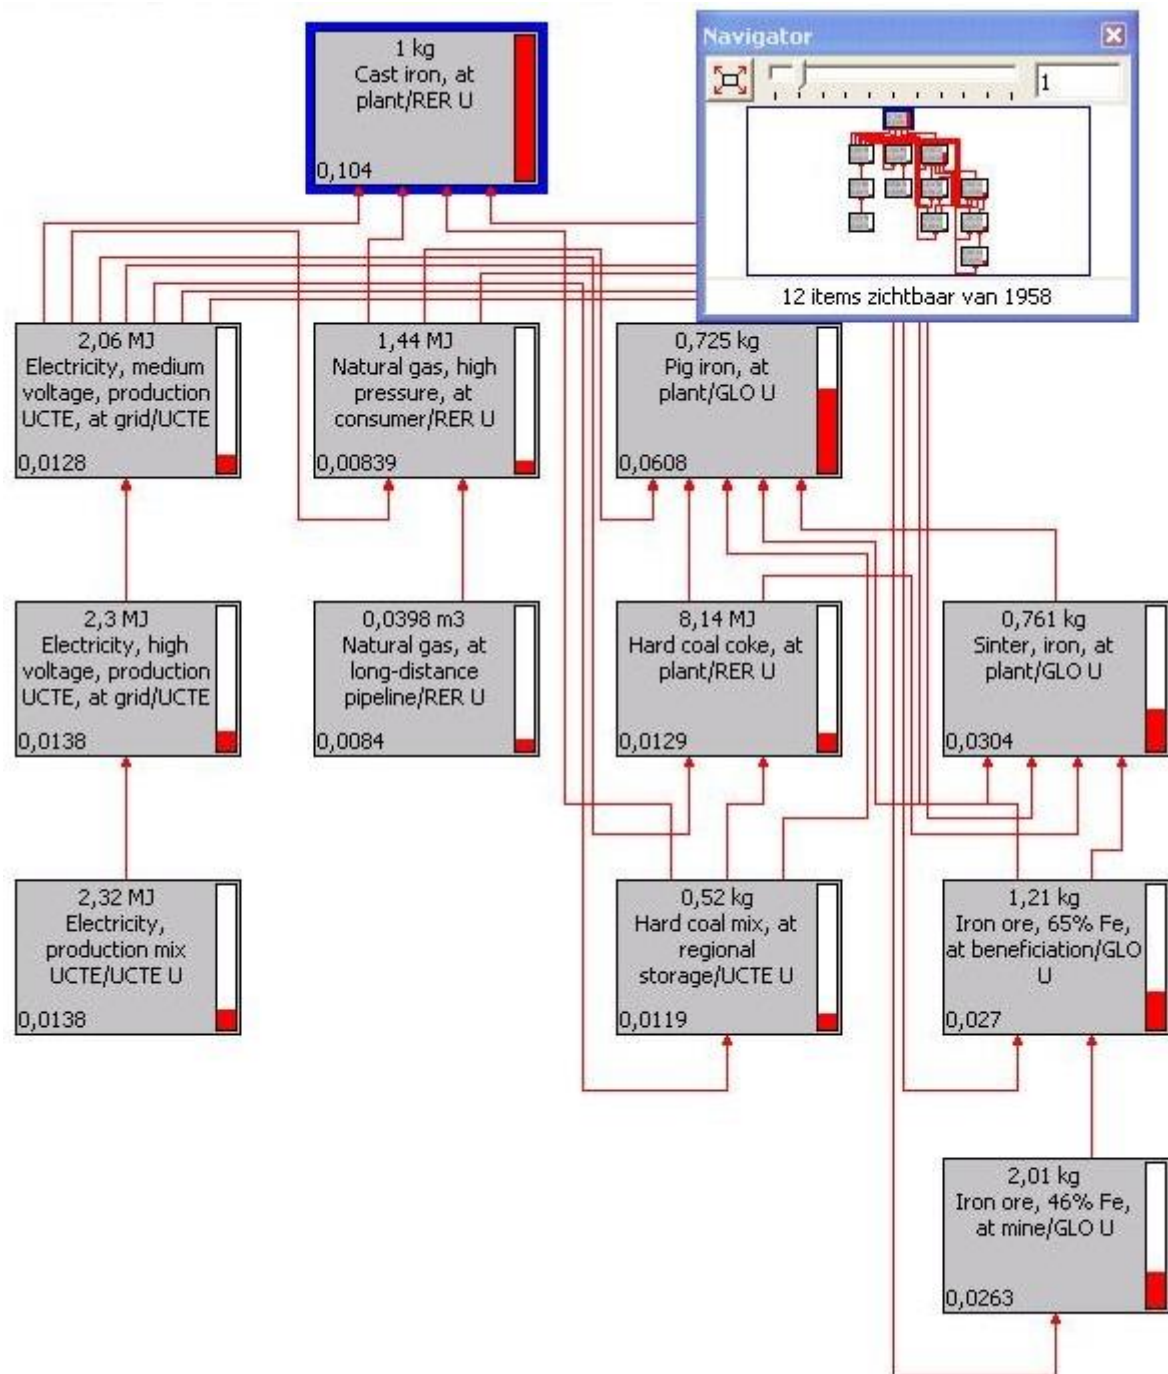 1 kg
Cast iron, at
plant/RER U
0,104
Navigator
1
12 items zichtbaar van 1958
2,06 MJ
Electricity, medium
voltage, production
UCTE, at grid/UCTE
0,0128
1,44 MJ
Natural gas, high
pressure, at
consumer/RER U
0,00839
0,725 kg
Pig iron, at
plant/GLO U
0,0608
2,3 MJ
Electricity, high
voltage, production
UCTE, at grid/UCTE
0,0138
0,0398 m3
Natural gas, at
long-distance
pipeline/RER U
0,0084
8,14 MJ
Hard coal coke, at
plant/RER U
0,0129
0,761 kg
Sinter, iron, at
plant/GLO U
0,0304
2,32 MJ
Electricity,
production mix
UCTE/UCTE U
0,0138
0,52 kg
Hard coal mix, at
regional
storage/UCTE U
0,0119
1,21 kg
Iron ore, 65% Fe,
at beneficiation/GLO
U
0,027
2,01 kg
Iron ore, 46% Fe,
at mine/GLO U
0,0263